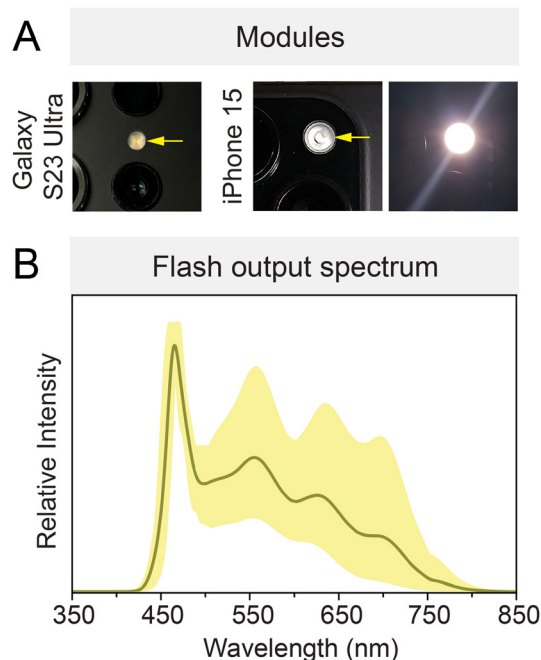 A
Modules
Galaxy
S23 Ultra
iPhone 15
B
Flash output spectrum
Relative Intensity
350 450 550 650 750 850
Wavelength (nm)